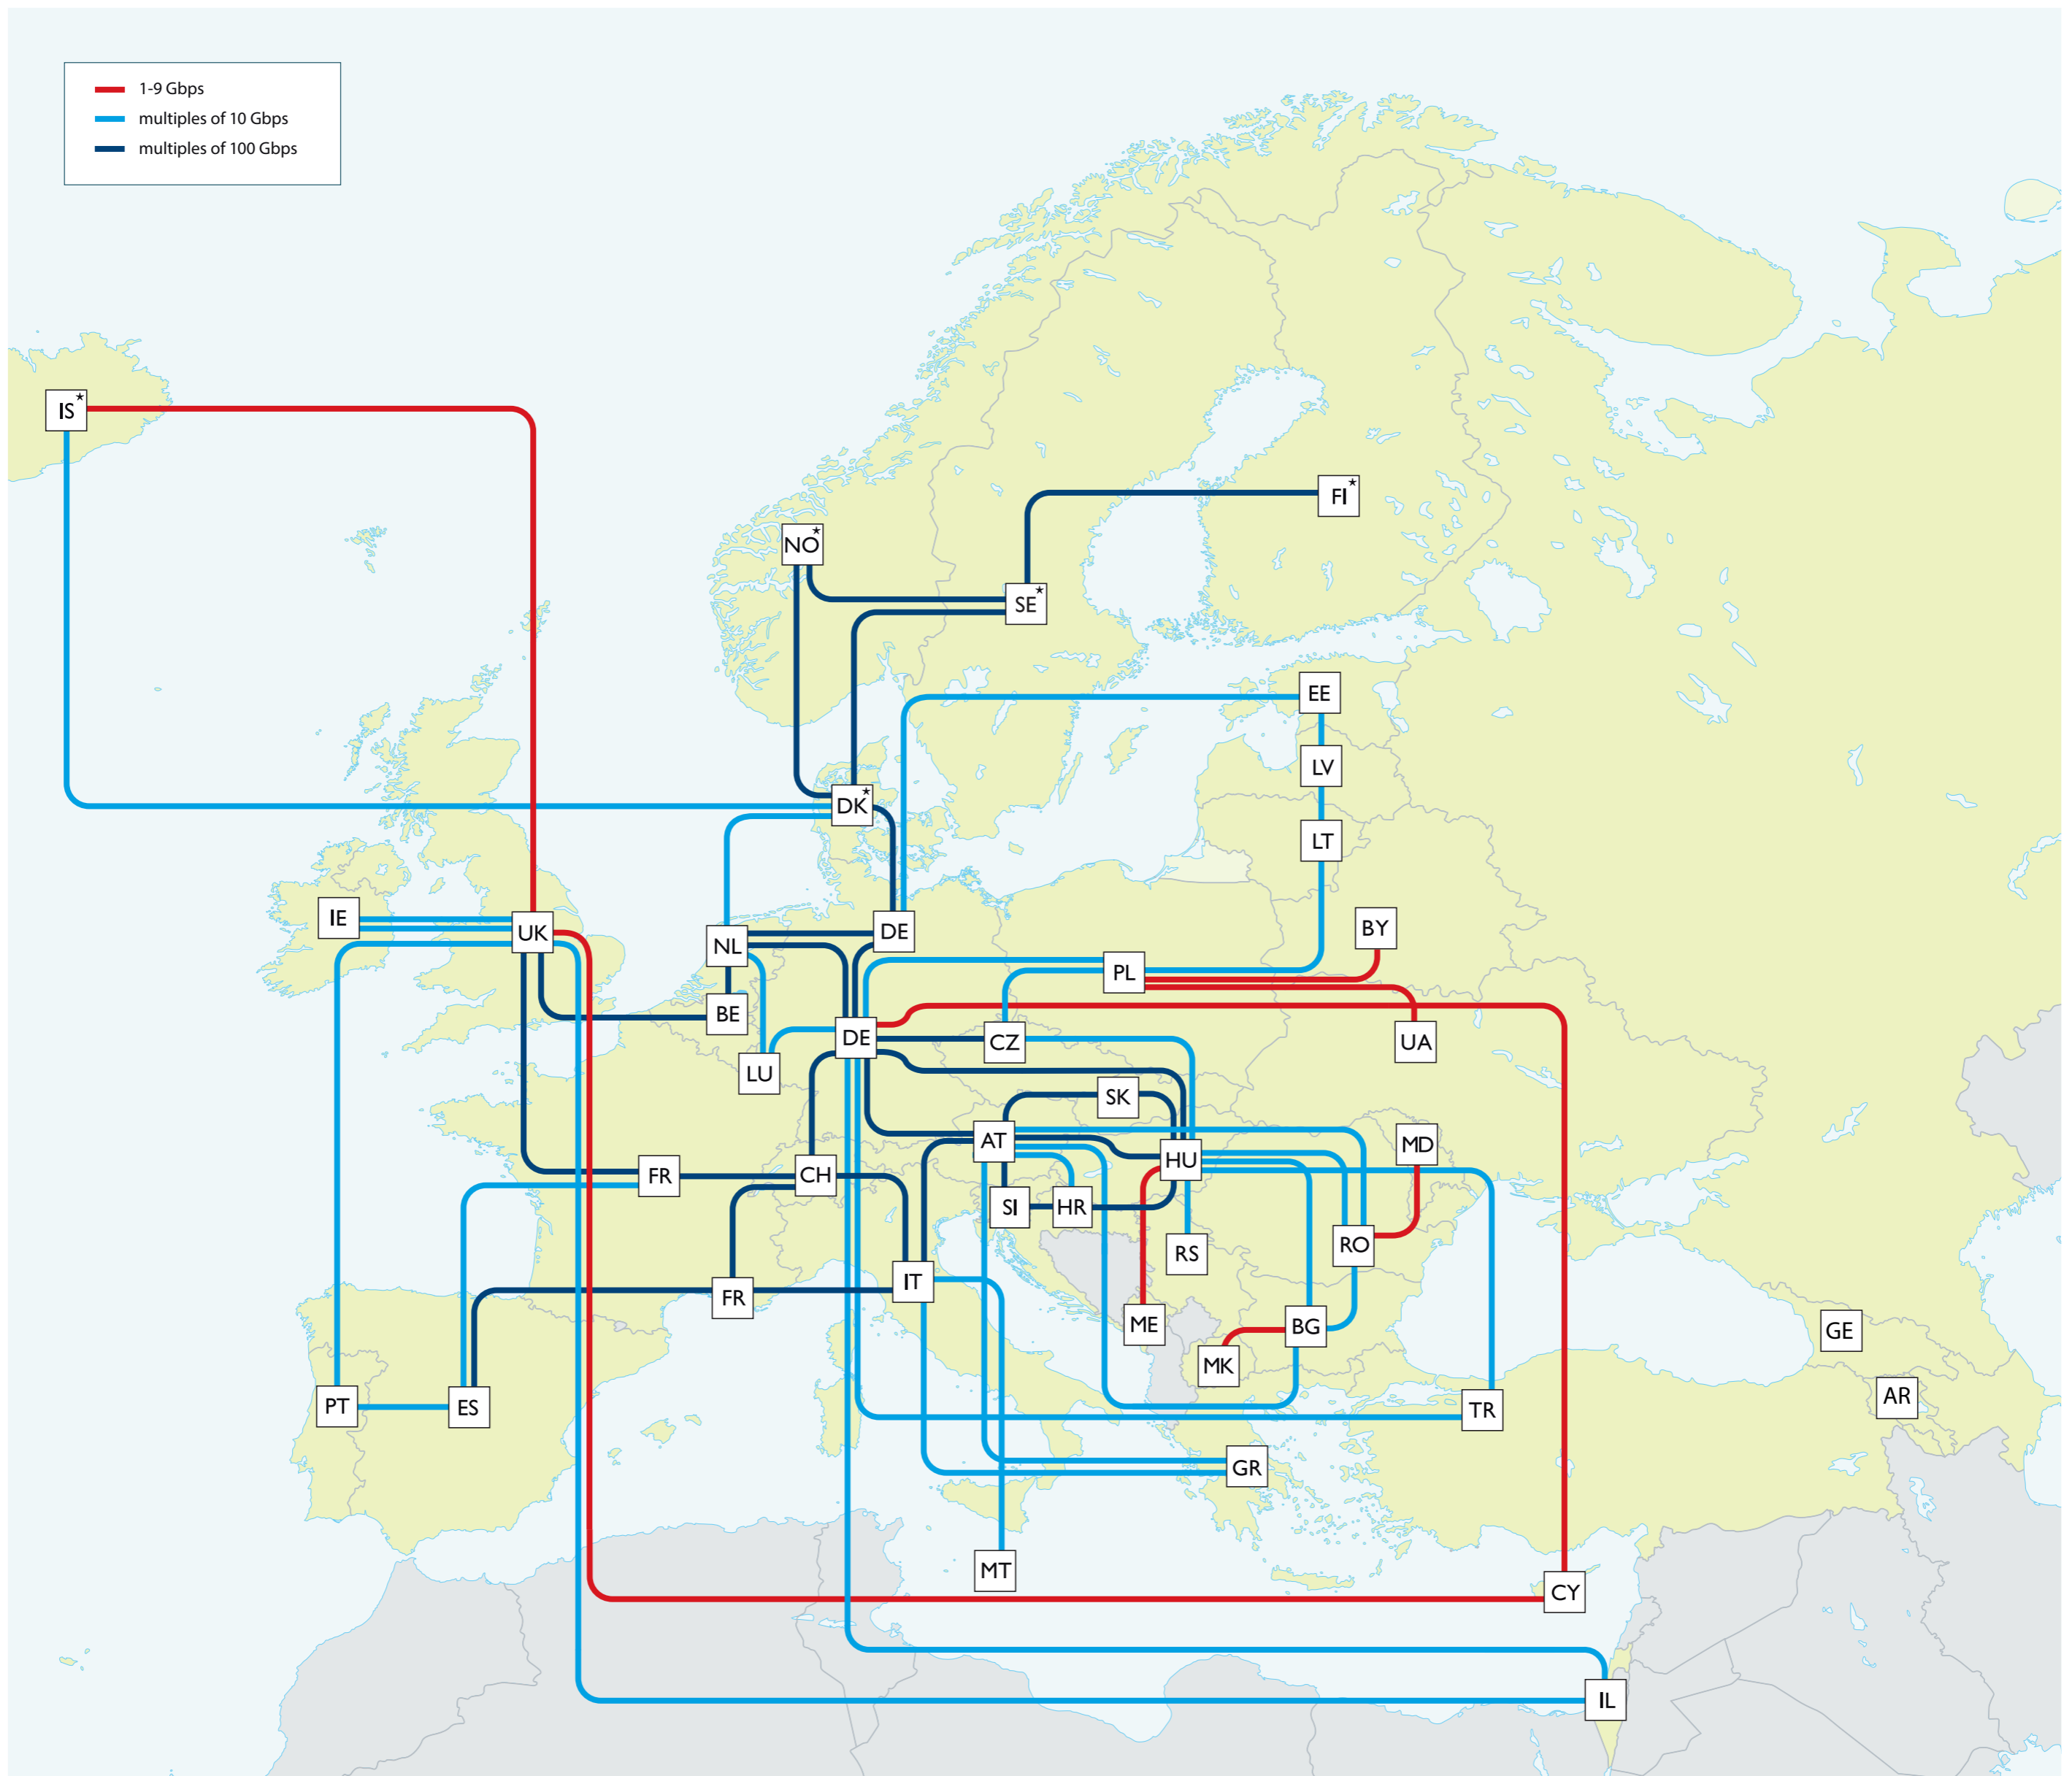 1-9 Gbps
multiples of 10 Gbps
multiples of 100 Gbps
IS*
FI*
NO*
SE*
EE
LV
DK*
LT
IE
UK
NL
DE
BY
PL
BE
DE
CZ
UA
LU
SK
AT
MD
HU
FR
CH
SI
HR
RO
RS
IT
FR
ME
BG
GE
MK
AR
PT
ES
TR
GR
MT
CY
IL